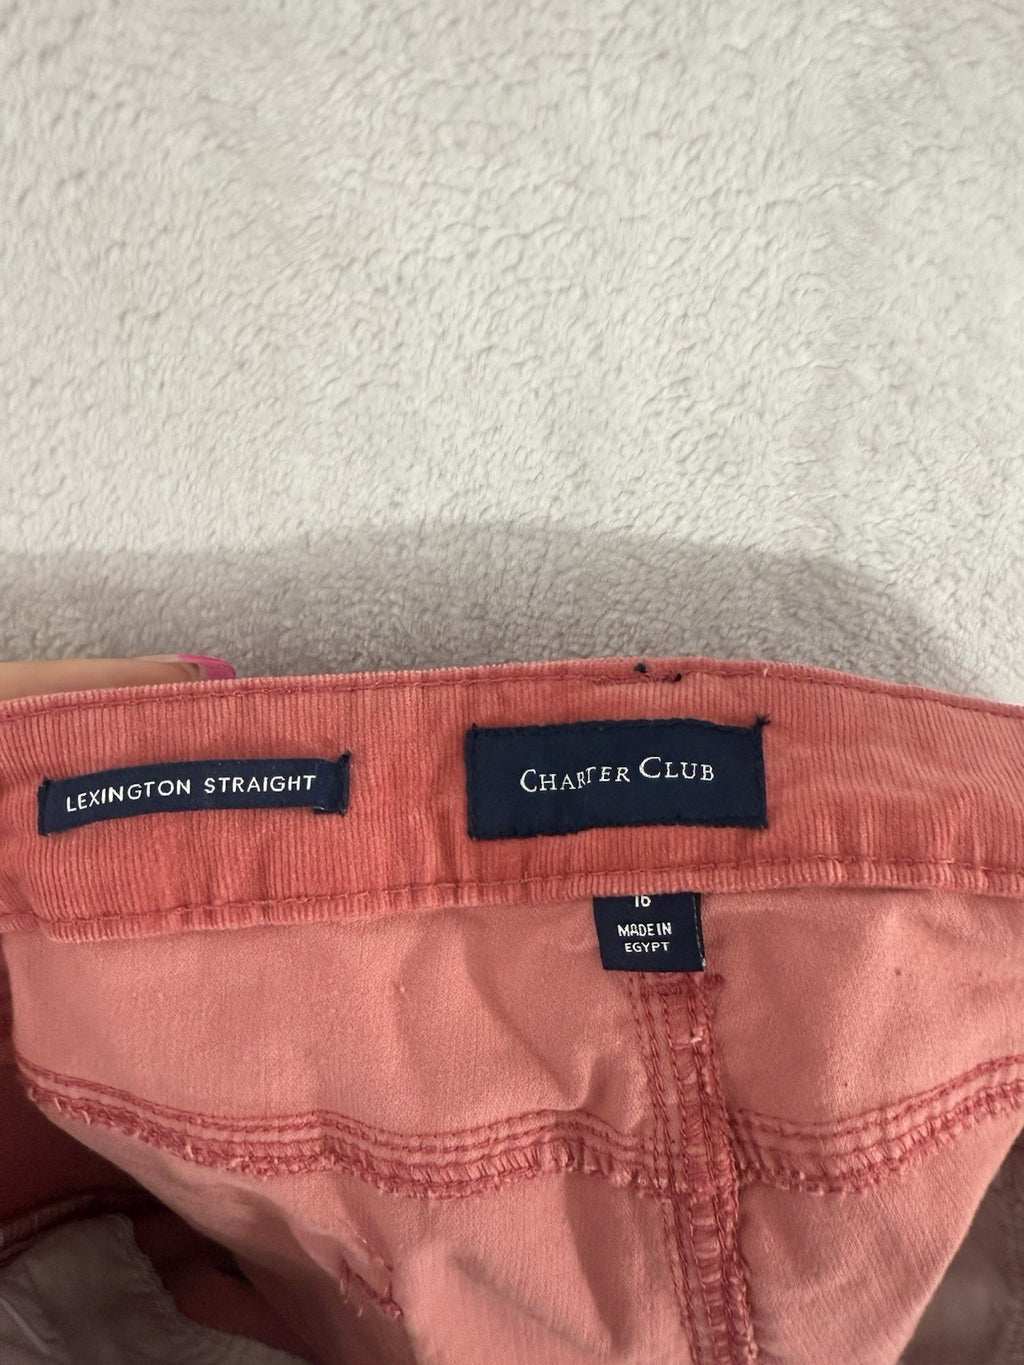 LEXINGTON STRAIGHT
CHARTER CLUB
16
MADE IN
EGYPT